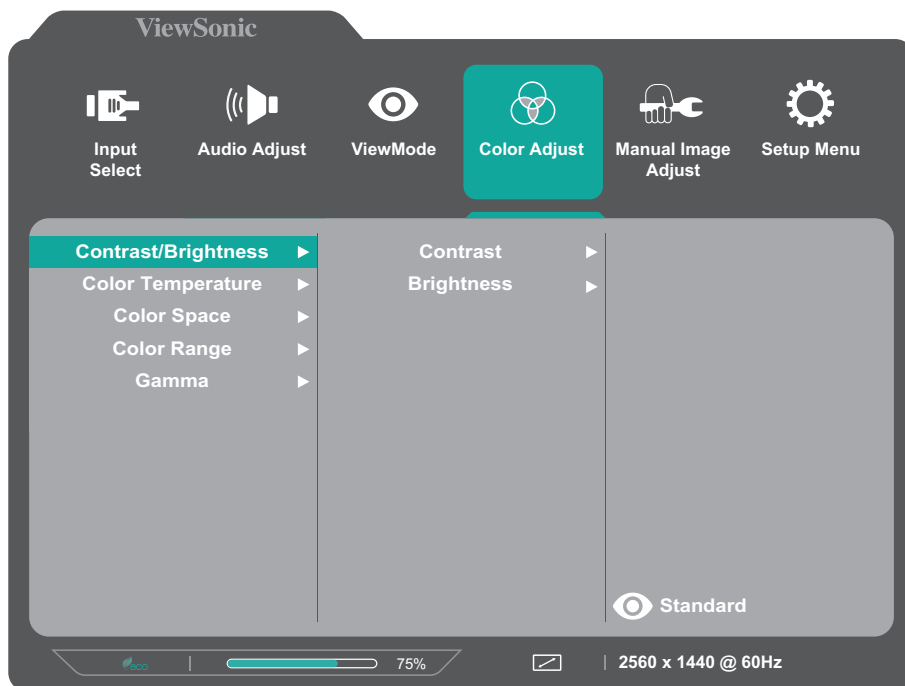 ViewSonic
Input
Select
Audio Adjust
ViewMode
Color Adjust
Manual Image
Adjust
Setup Menu
Contrast/Brightness
Color Temperature
Color Space
Color Range
Gamma
Contrast
Brightness
Standard
eco
75%
2560 x 1440 @ 60Hz